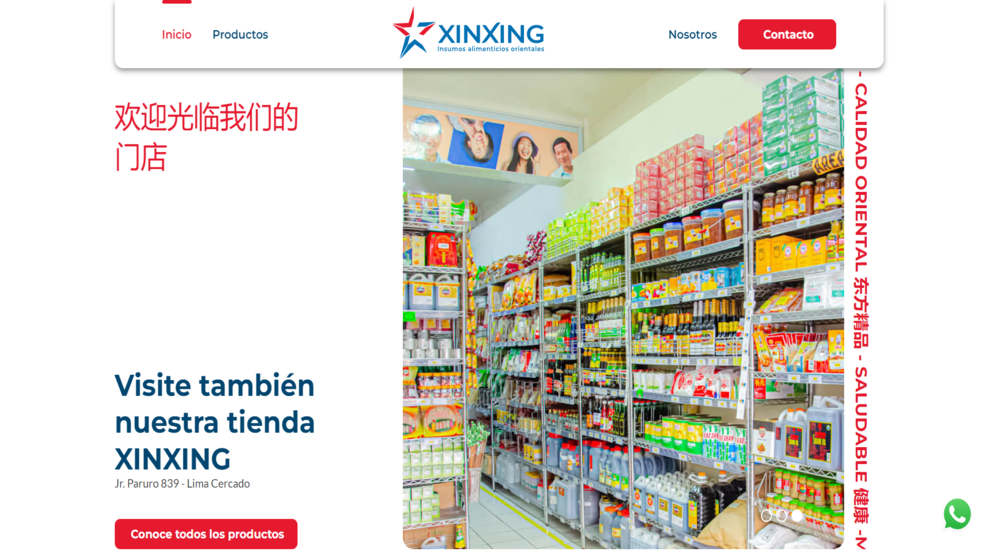 Inicio
Productos
XINXING
Insumos alimenticios orientales
Nosotros
Contacto
欢迎光临我们的
门店
Visite también
nuestra tienda
XINXING
Jr. Paruro 839 - Lima Cercado
Conoce todos los productos
- CALIDAD ORIENTAL 东方精品 - SALUDABLE 健康 -M